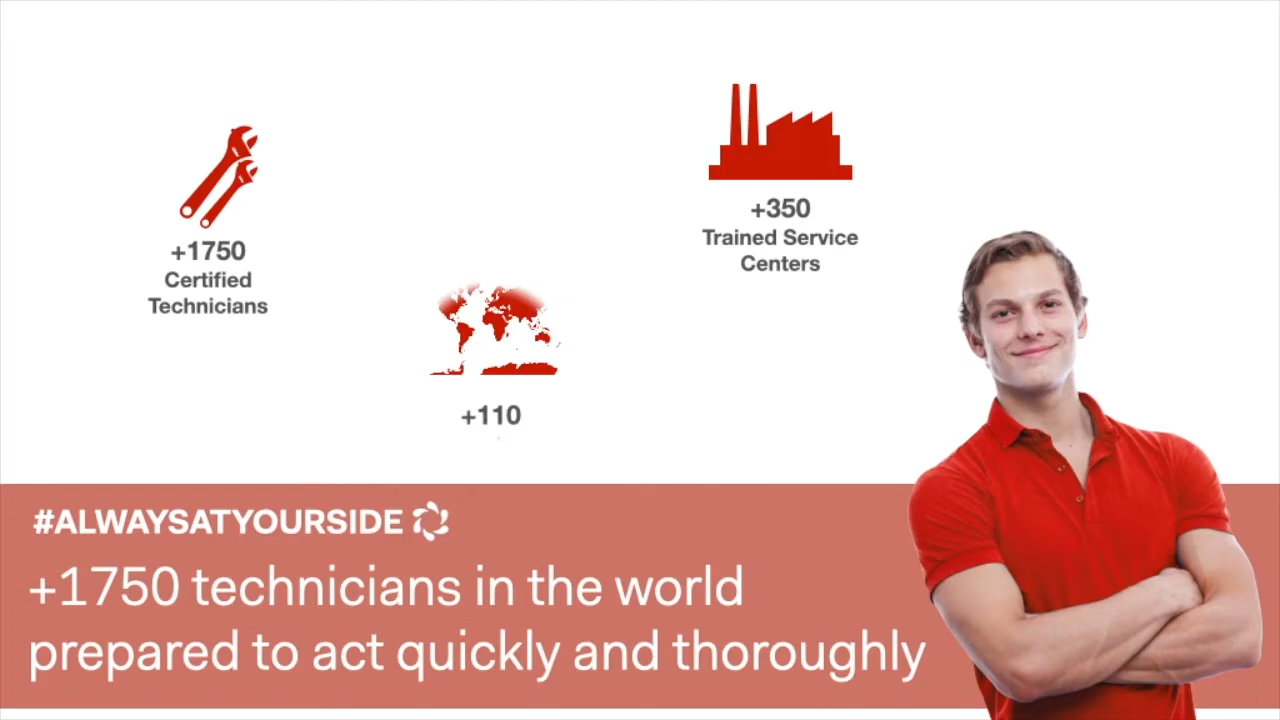 +1750
Certified
Technicians
+110
+350
Trained Service
Centers
#ALWAYSATYOURSIDE
+1750 technicians in the world
prepared to act quickly and thoroughly